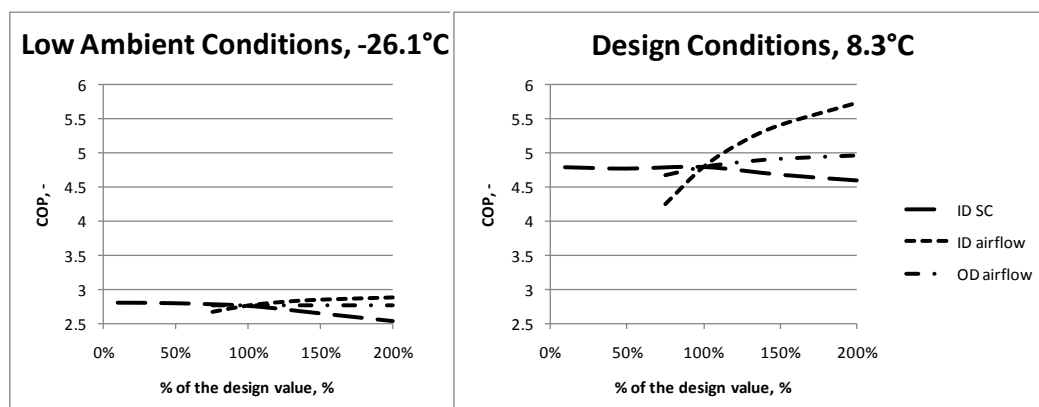 Low Ambient Conditions, -26.1°C
6
5.5
5
4.5
4
3.5
3
2.5
COP, -
0% 50% 100% 150% 200%
% of the design value, %
Design Conditions, 8.3°C
6
5.5
5
4.5
4
3.5
3
2.5
COP, -
0% 50% 100% 150% 200%
% of the design value, %
ID SC
ID airflow
OD airflow